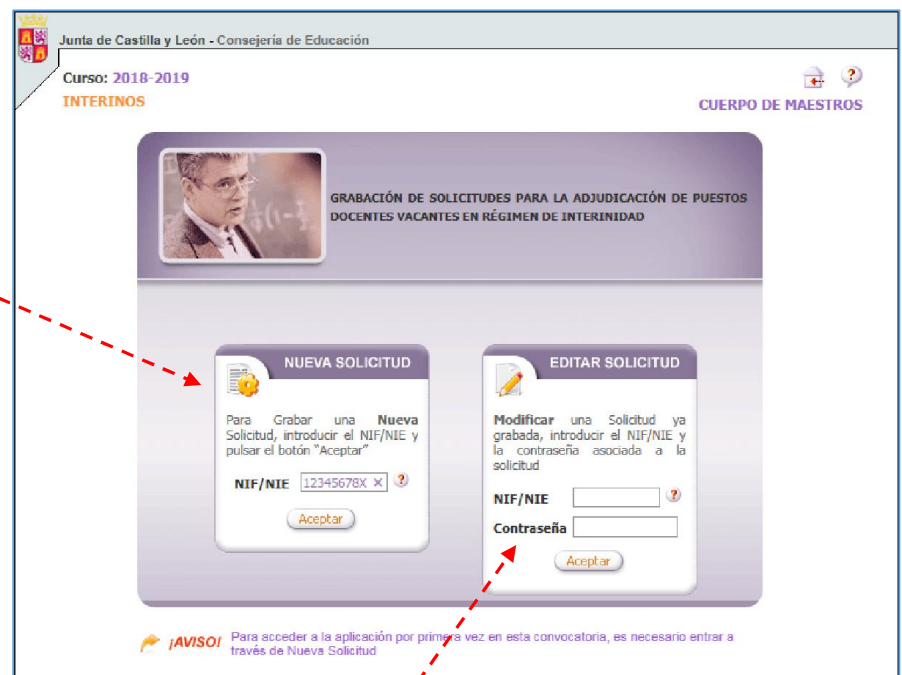 Junta de Castilla y León - Consejería de Educación
Curso: 2018-2019
INTERINOS
CUERPO DE MAESTROS
GRABACIÓN DE SOLICITUDES PARA LA ADJUDICACIÓN DE PUESTOS
DOCENTES VACANTES EN RÉGIMEN DE INTERINIDAD
NUEVA SOLICITUD
Para Grabar una Nueva
Solicitud, introducir el NIF/NIE y
pulsar el botón "Aceptar"
NIF/NIE 12345678X ×
Aceptar
EDITAR SOLICITUD
Modificar una Solicitud ya
grabada, introducir el NIF/NIE y
la contraseña asociada a la
solicitud
NIF/NIE
Contraseña
Aceptar
¡AVISO! Para acceder a la aplicación por primera vez en esta convocatoria, es necesario entrar a
través de Nueva Solicitud